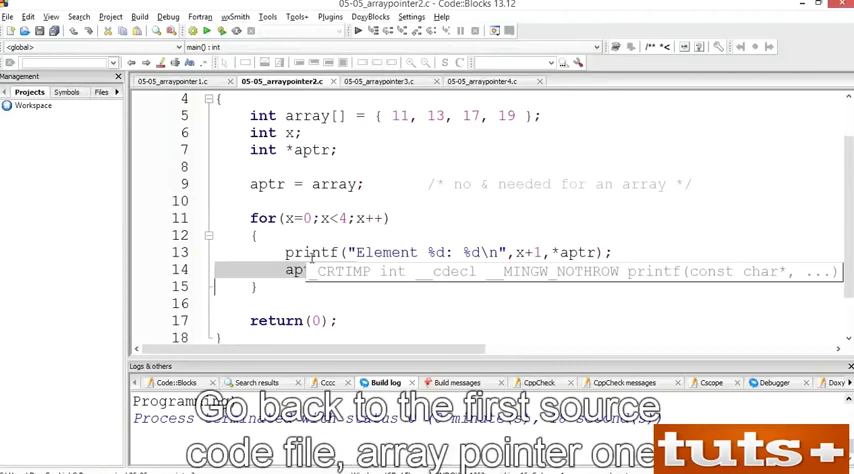 05-05_arraypointer2.c - Code::Blocks 13.12
File Edit View Search Project Build Debug Fortran wxSmith Tools Tools+ Plugins DoxyBlocks Settings Help
<global> main() : int
Management
Projects Symbols Files
Workspace
05-05_arraypointer1.c 05-05_arraypointer2.c 05-05_arraypointer3.c 05-05_arraypointer4.c
4 {
5 int array[] = { 11, 13, 17, 19 };
6 int x;
7 int *aptr;
8
9 aptr = array; /* no & needed for an array */
10
11 for(x=0;x<4;x++)
12 {
13 printf("Element %d: %d\n",x+1,*aptr);
14 apt _CRTIMP int __cdecl __MINGW_NOTHROW printf(const char*, ...)
15 }
16
17 return(0);
18 }
Logs & others
Code::Blocks Search results Cccc Build log Build messages CppCheck CppCheck messages Cscope Debugger Doxy
Programming\
Process terminated with status
Go back to the first source
code file, array pointer one
tuts+